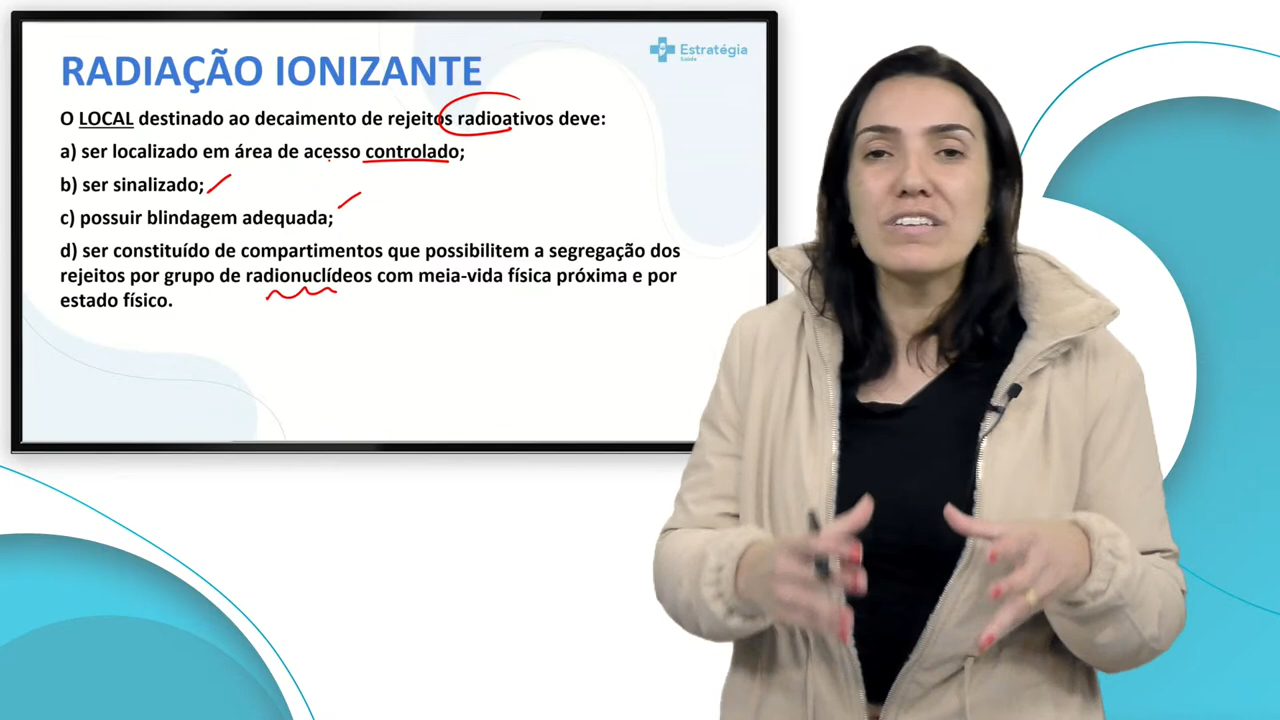 RADIAÇÃO IONIZANTE
Estratégia
Saúde
O LOCAL destinado ao decaimento de rejeitos radioativos deve:
a) ser localizado em área de acesso controlado;
b) ser sinalizado;
c) possuir blindagem adequada;
d) ser constituído de compartimentos que possibilitem a segregação dos
rejeitos por grupo de radionuclídeos com meia-vida física próxima e por
estado físico.